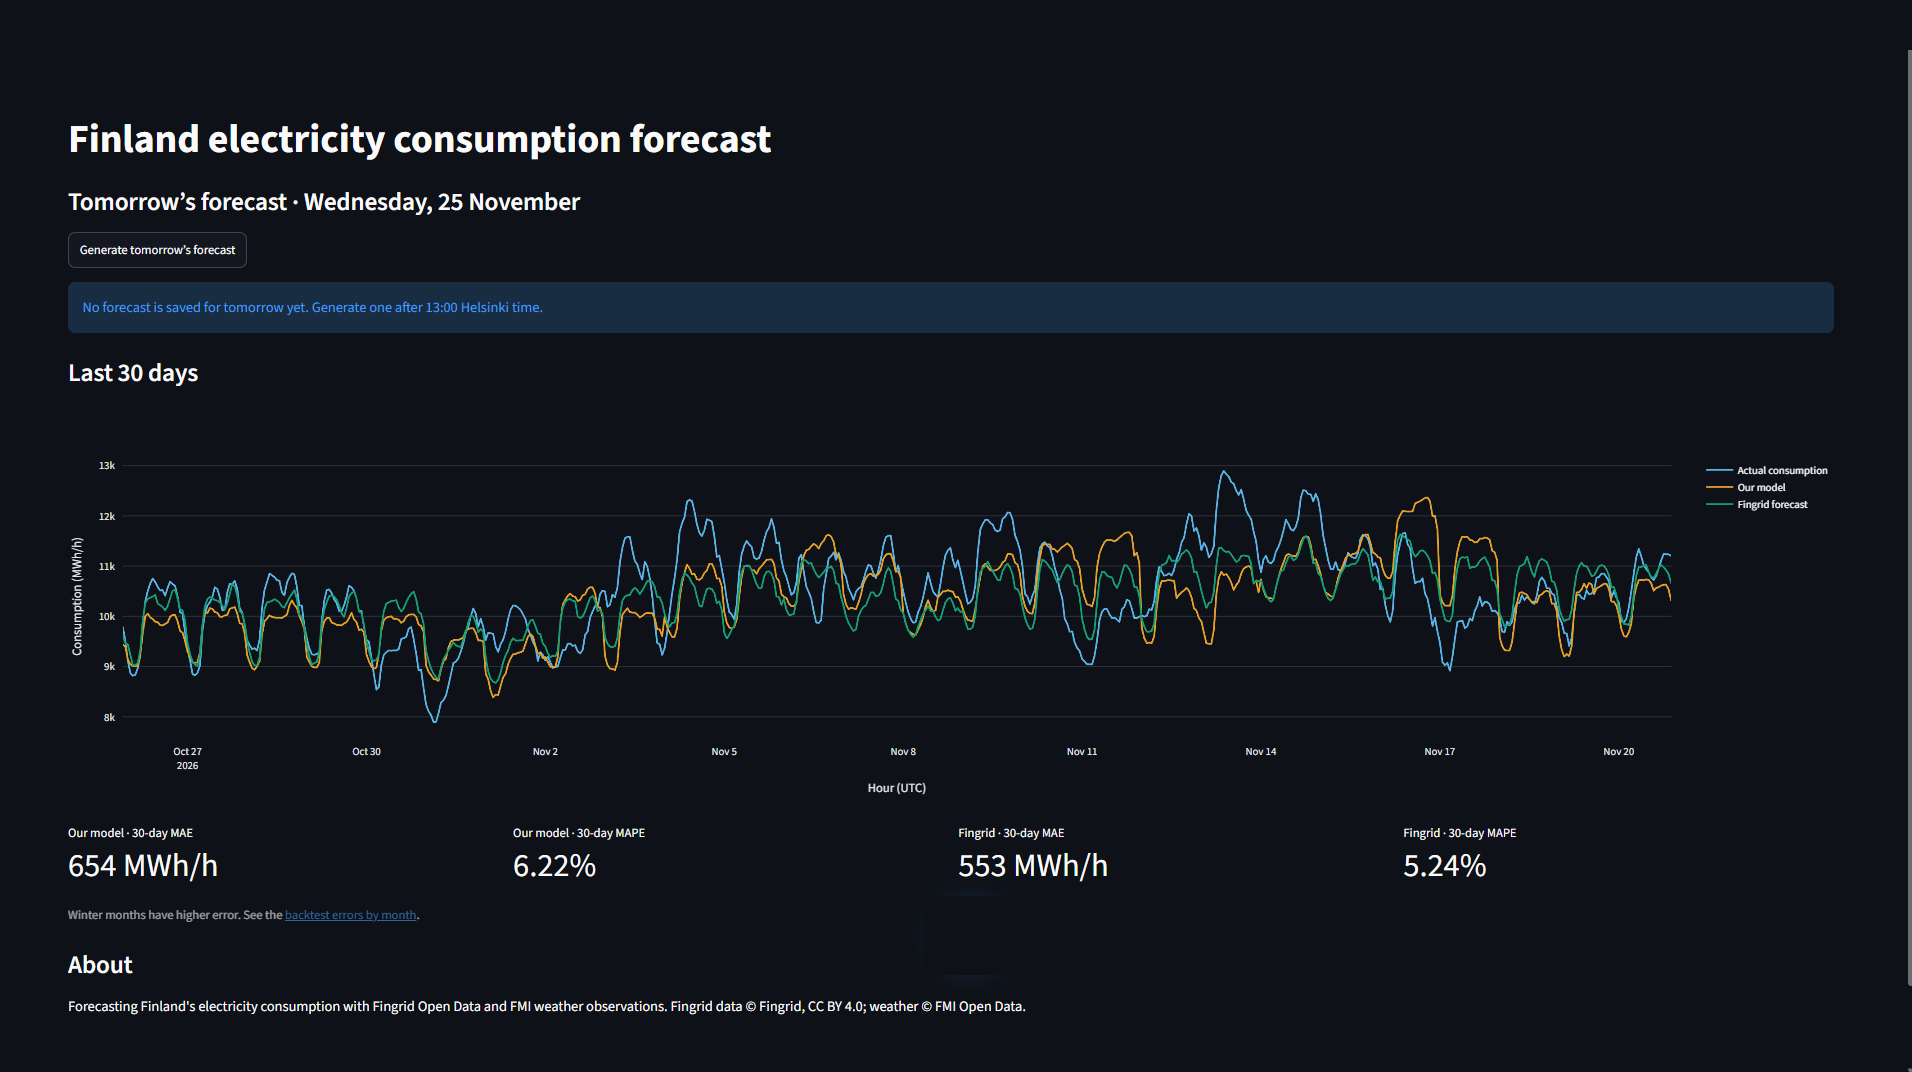 Finland electricity consumption forecast
Tomorrow’s forecast · Wednesday, 25 November
Generate tomorrow’s forecast
No forecast is saved for tomorrow yet. Generate one after 13:00 Helsinki time.
Last 30 days
13k
12k
11k
10k
9k
8k
Consumption (MWh/h)
Actual consumption
Our model
Fingrid forecast
Oct 27
2026
Oct 30
Nov 2
Nov 5
Nov 8
Nov 11
Nov 14
Nov 17
Nov 20
Hour (UTC)
Our model · 30-day MAE
654 MWh/h
Our model · 30-day MAPE
6.22%
Fingrid · 30-day MAE
553 MWh/h
Fingrid · 30-day MAPE
5.24%
Winter months have higher error. See the backtest errors by month.
About
Forecasting Finland's electricity consumption with Fingrid Open Data and FMI weather observations. Fingrid data © Fingrid, CC BY 4.0; weather © FMI Open Data.